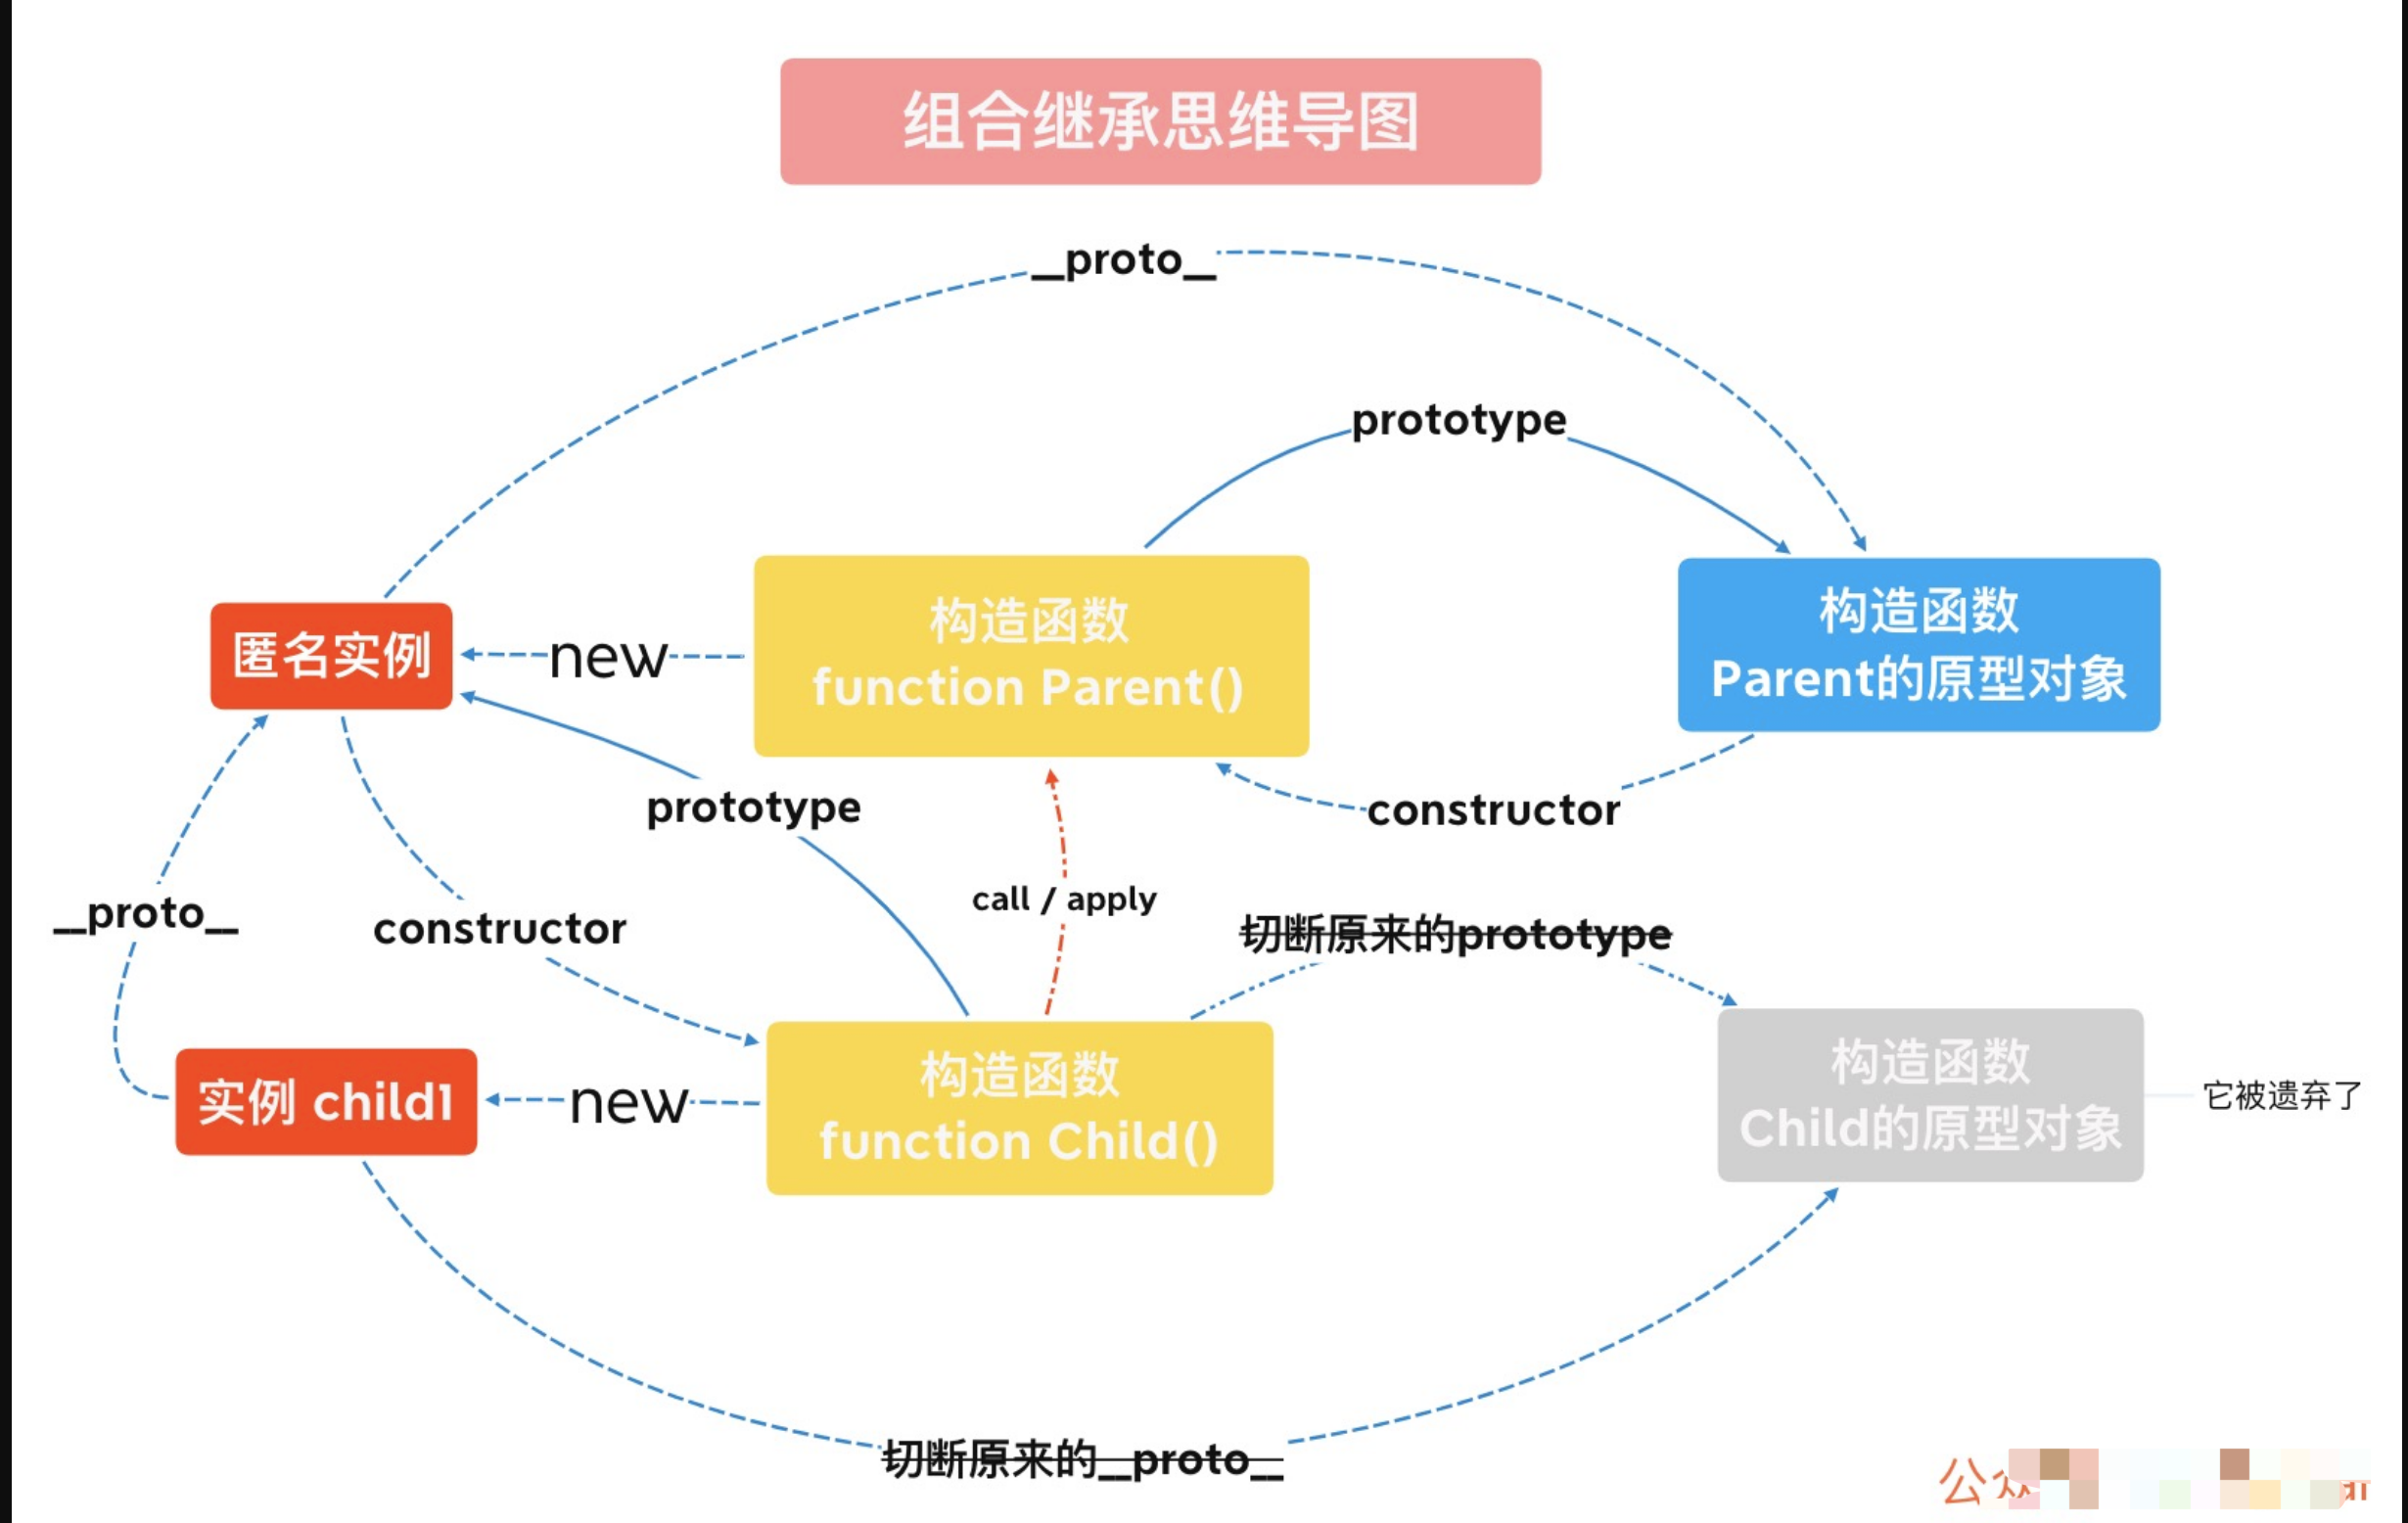 组合继承思维导图
__proto__
prototype
构造函数
function Parent()
构造函数
Parent的原型对象
匿名实例
new
prototype
constructor
call / apply
__proto__
constructor
切断原来的prototype
实例 child1
new
构造函数
function Child()
构造函数
Child的原型对象
它被遗弃了
切断原来的__proto__
公众